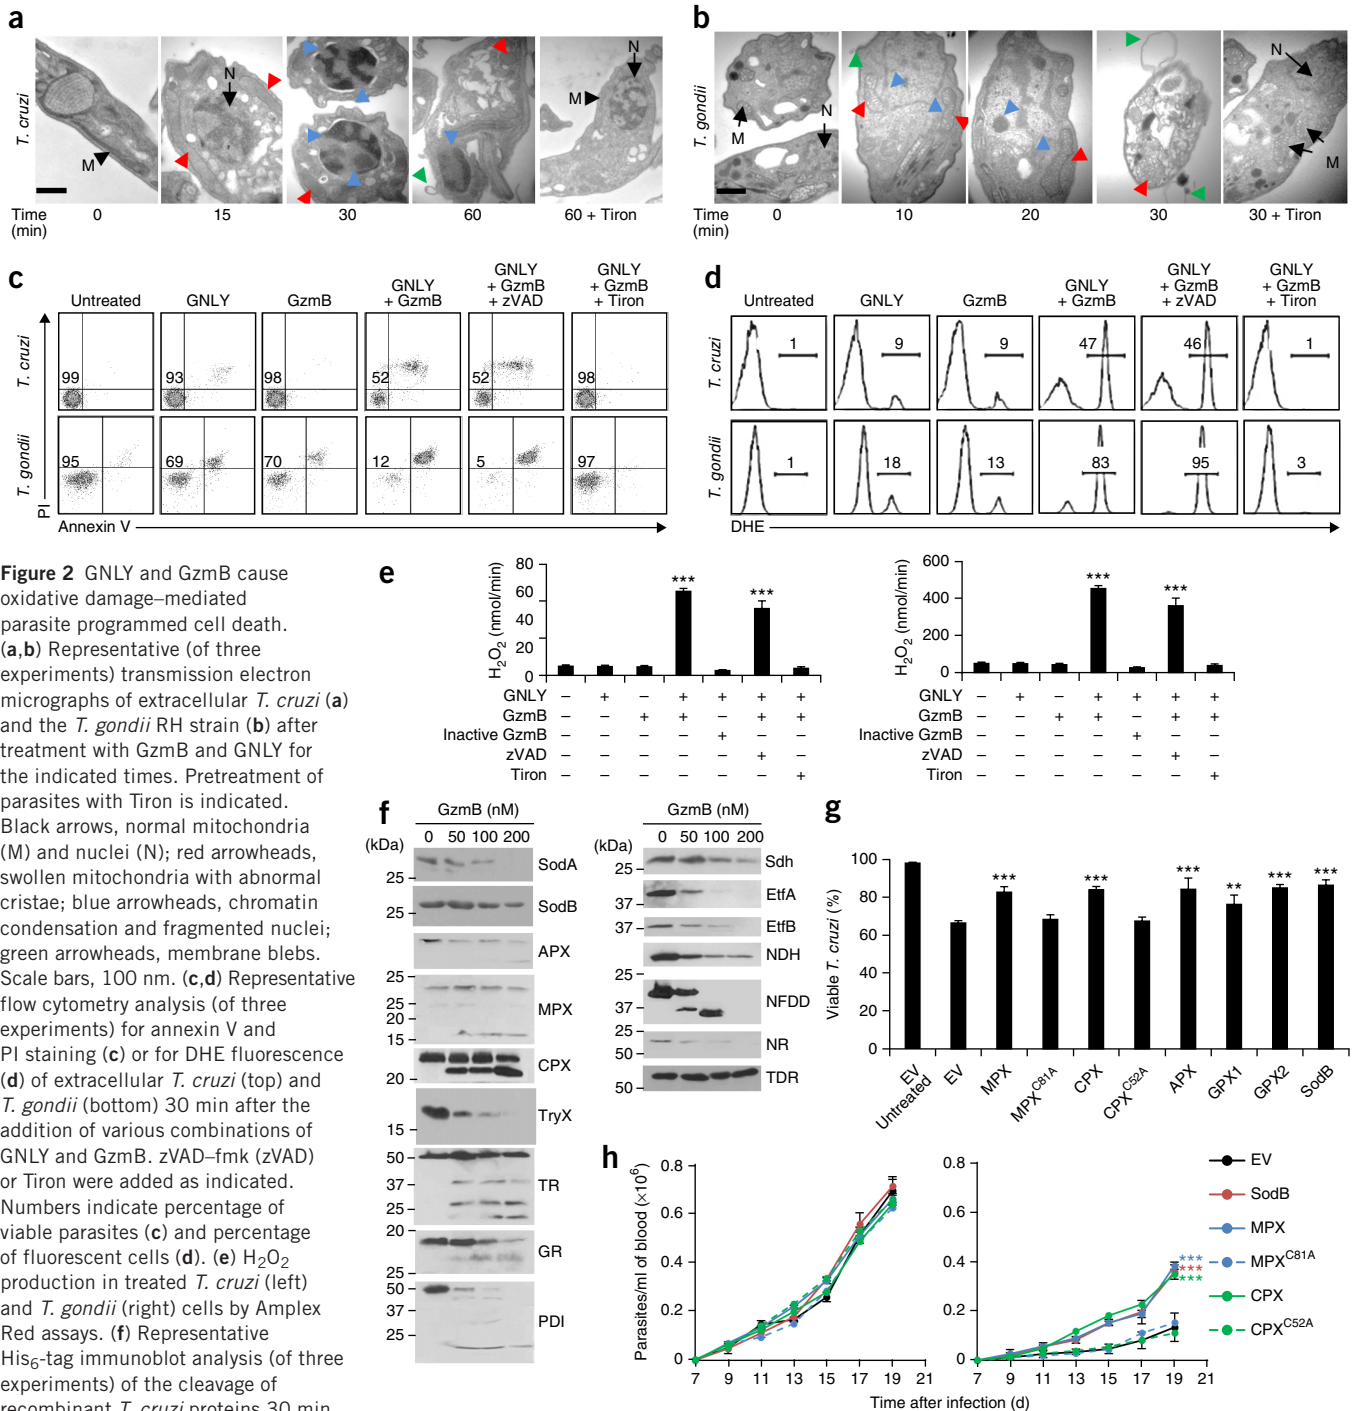 a
T. cruzi
M
N
N
M
Time (min)
0
15
30
60
60 + Tiron
b
T. gondii
M
N
N
M
Time (min)
0
10
20
30
30 + Tiron
c
Untreated
GNLY
GzmB
GNLY + GzmB
GNLY + GzmB + zVAD
GNLY + GzmB + Tiron
T. cruzi
99
93
98
52
52
98
T. gondii
95
69
70
12
5
97
PI
Annexin V
d
Untreated
GNLY
GzmB
GNLY + GzmB
GNLY + GzmB + zVAD
GNLY + GzmB + Tiron
T. cruzi
1
9
9
47
46
1
T. gondii
1
18
13
83
95
3
DHE
Figure 2 GNLY and GzmB cause
oxidative damage–mediated
parasite programmed cell death.
(a,b) Representative (of three
experiments) transmission electron
micrographs of extracellular T. cruzi (a)
and the T. gondii RH strain (b) after
treatment with GzmB and GNLY for
the indicated times. Pretreatment of
parasites with Tiron is indicated.
Black arrows, normal mitochondria
(M) and nuclei (N); red arrowheads,
swollen mitochondria with abnormal
cristae; blue arrowheads, chromatin
condensation and fragmented nuclei;
green arrowheads, membrane blebs.
Scale bars, 100 nm. (c,d) Representative
flow cytometry analysis (of three
experiments) for annexin V and
PI staining (c) or for DHE fluorescence
(d) of extracellular T. cruzi (top) and
T. gondii (bottom) 30 min after the
addition of various combinations of
GNLY and GzmB. zVAD–fmk (zVAD)
or Tiron were added as indicated.
Numbers indicate percentage of
viable parasites (c) and percentage
of fluorescent cells (d). (e) H2O2
production in treated T. cruzi (left)
and T. gondii (right) cells by Amplex
Red assays. (f) Representative
His6-tag immunoblot analysis (of three
experiments) of the cleavage of
recombinant T. cruzi proteins 30 min
e
H2O2 (nmol/min)
80
60
40
20
0
*** ***
GNLY – + – + + + +
GzmB – – + + – + +
Inactive GzmB – – – – + – –
zVAD – – – – – + –
Tiron – – – – – – +
H2O2 (nmol/min)
600
400
200
0
*** ***
GNLY – + – + + + +
GzmB – – + + – + +
Inactive GzmB – – – – + – –
zVAD – – – – – + –
Tiron – – – – – – +
f
GzmB (nM)
(kDa) 0 50 100 200
25 SodA
25 SodB
APX
25
20 MPX
15
CPX
20
15 TryX
50
37 TR
25
20
GR
25
50
37 PDI
25
GzmB (nM)
(kDa) 0 50 100 200
25 Sdh
37 EtfA
37 EtfB
NDH
37 NFDD
25
50 NR
50 TDR
g
Viable T. cruzi (%)
100
80
60
40
20
0
*** *** *** ** *** ***
EV Untreated
EV
MPX
MPXC81A
CPX
CPXC52A
APX
GPX1
GPX2
SodB
h
Parasites/ml of blood (×10⁶)
0.8
0.6
0.4
0.2
0
7 9 11 13 15 17 19 21
0.8
0.6
0.4
0.2
0
***
***
***
7 9 11 13 15 17 19 21
Time after infection (d)
EV
SodB
MPX
MPXC81A
CPX
CPXC52A